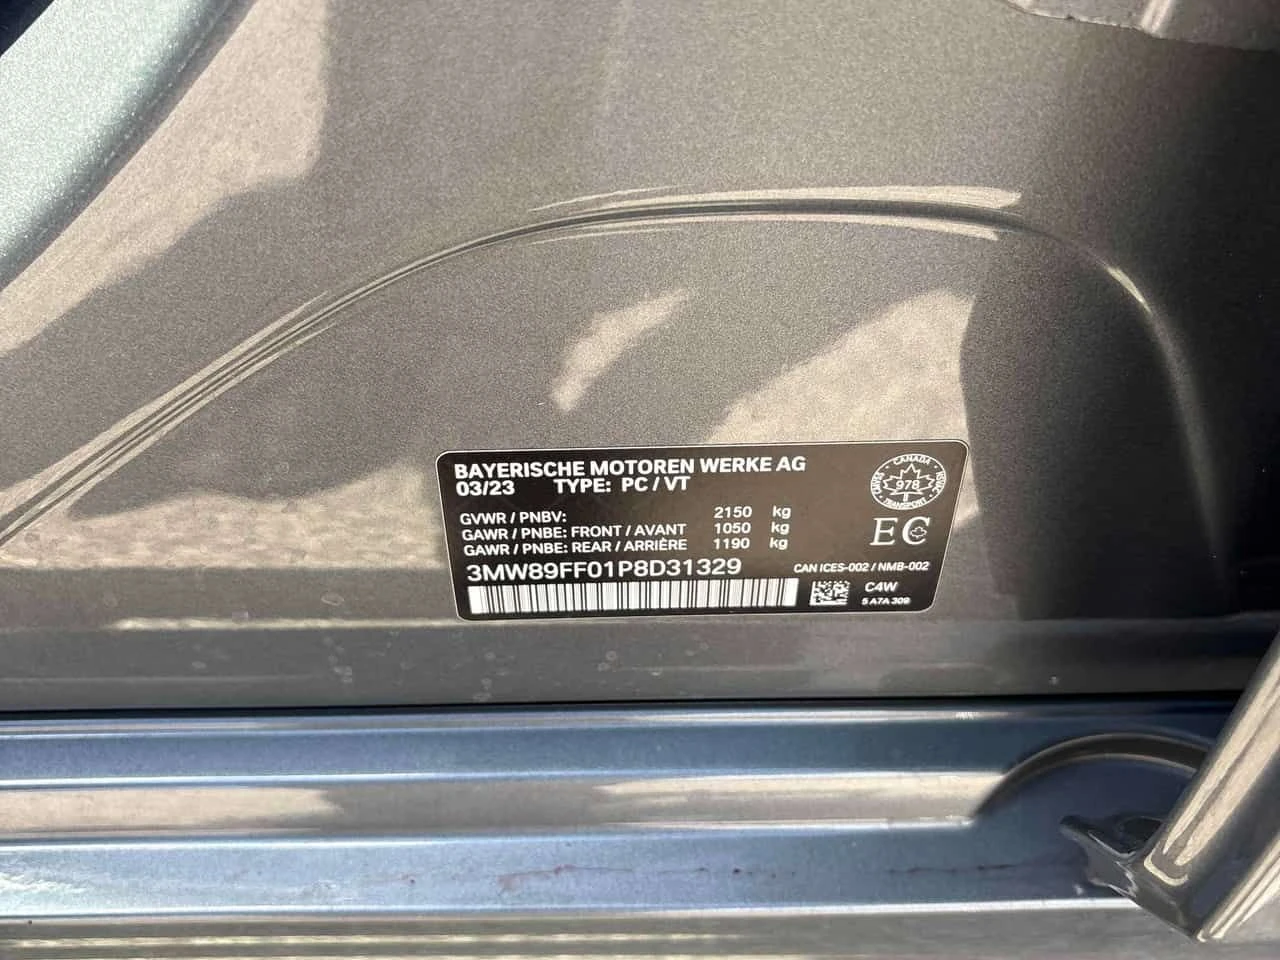 BAYERISCHE MOTOREN WERKE AG
03/23 TYPE: PC / VT
GVWR / PNBV: 2150 kg
GAWR / PNBE: FRONT / AVANT 1050 kg
GAWR / PNBE: REAR / ARRIÈRE 1190 kg
3MW89FF01P8D31329
CANADA
978
TRANSPORT
EC
CAN ICES-002 / NMB-002
C4W
5 A7A 309